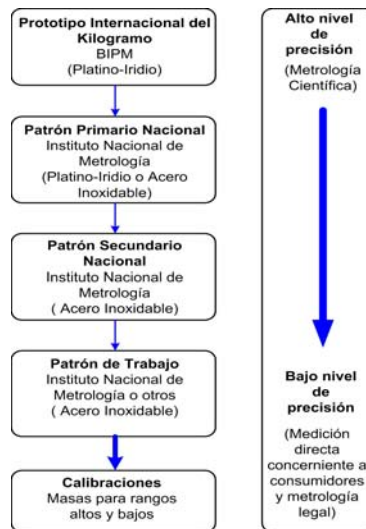 Prototipo Internacional del
Kilogramo
BIPM
(Platino-Iridio)
Patrón Primario Nacional
Instituto Nacional de
Metrología
(Platino-Iridio o Acero
Inoxidable)
Patrón Secundario
Nacional
Instituto Nacional de
Metrología
( Acero Inoxidable)
Patrón de Trabajo
Instituto Nacional de
Metrología o otros
( Acero Inoxidable)
Calibraciones
Masas para rangos
altos y bajos
Alto nivel
de
precisión
(Metrología
Científica)
Bajo nivel
de
precisión
(Medición
directa
concerniente a
consumidores
y metrología
legal)